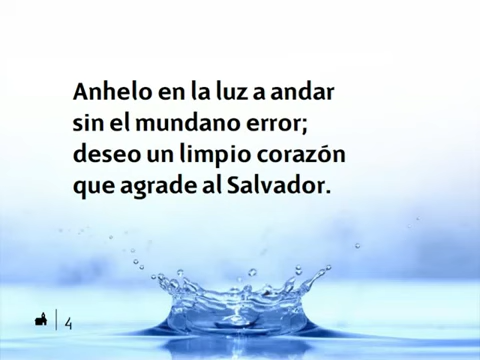 Anhelo en la luz a andar
sin el mundano error;
deseo un limpio corazón
que agrade al Salvador.
4